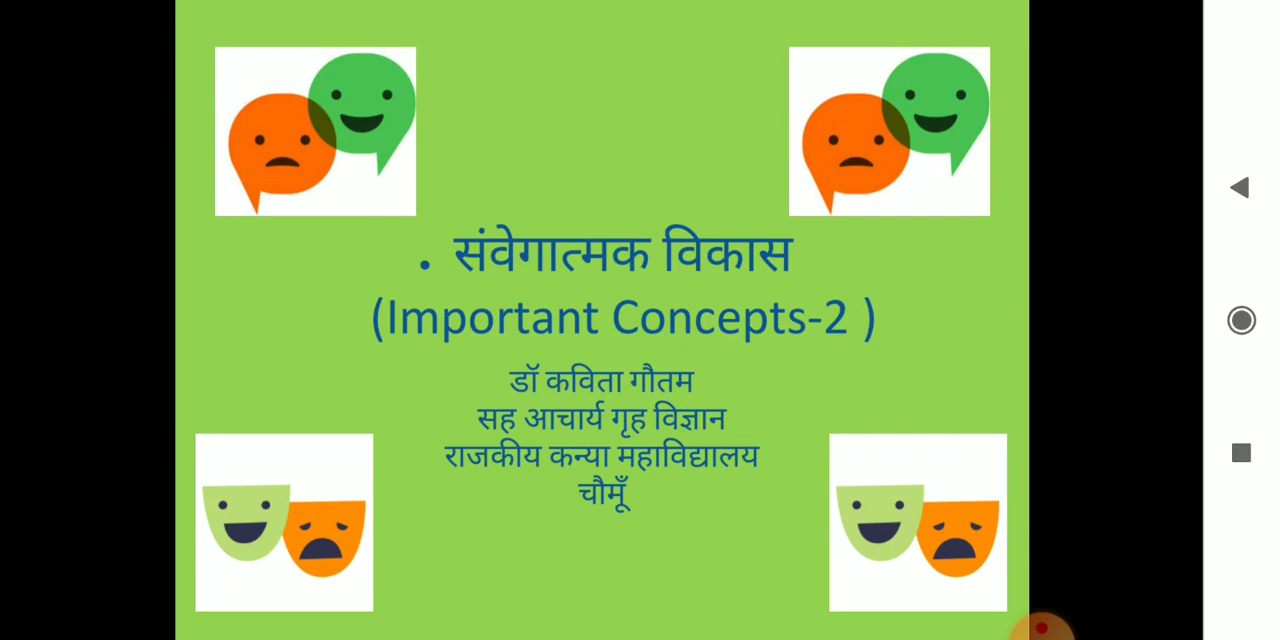 • संवेगात्मक विकास
(Important Concepts-2 )
डॉ कविता गौतम
सह आचार्य गृह विज्ञान
राजकीय कन्या महाविद्यालय
चौमूँ